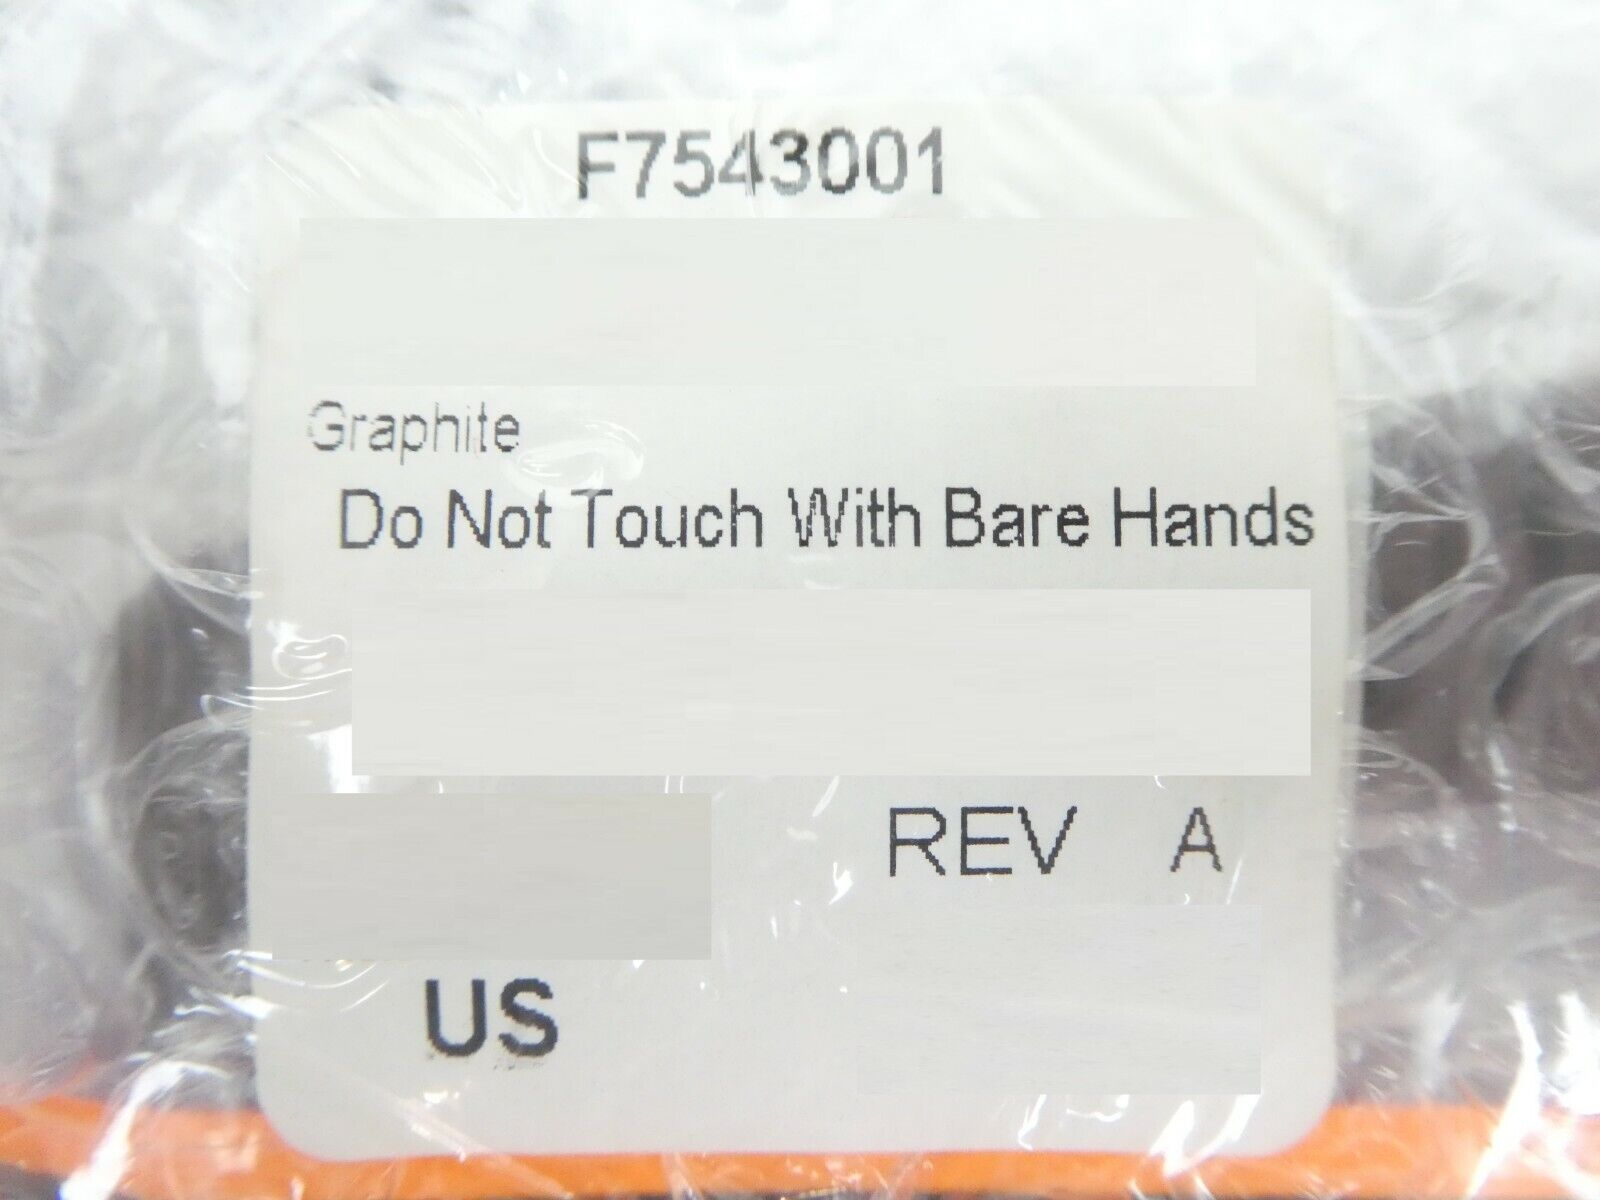 F7543001
Graphite
Do Not Touch With Bare Hands
REV A
US